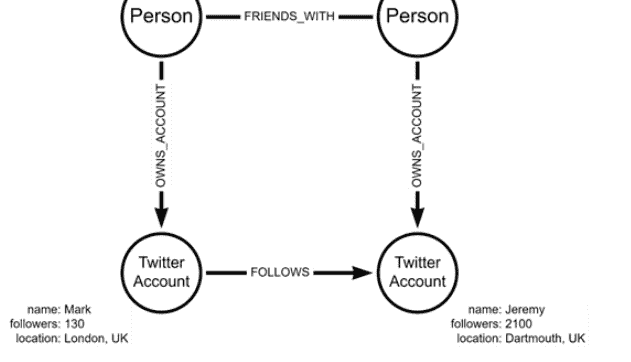 Person
FRIENDS_WITH
Person
OWNS_ACCOUNT
OWNS_ACCOUNT
Twitter
Account
FOLLOWS
Twitter
Account
name: Mark
followers: 130
location: London, UK
name: Jeremy
followers: 2100
location: Dartmouth, UK